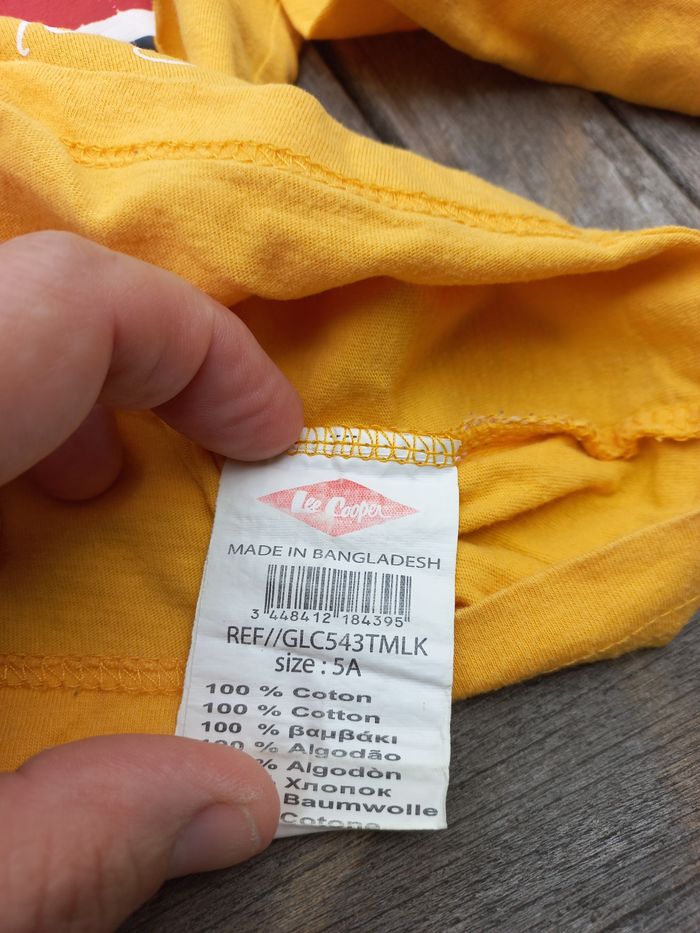 Lee Cooper
MADE IN BANGLADESH
3 448412 184395
REF//GLC543TMLK
size : 5A
100 % Coton
100 % Cotton
100 % βαμβάκι
% Algodão
% Algodòn
Хлопок
Baumwolle
Cotone